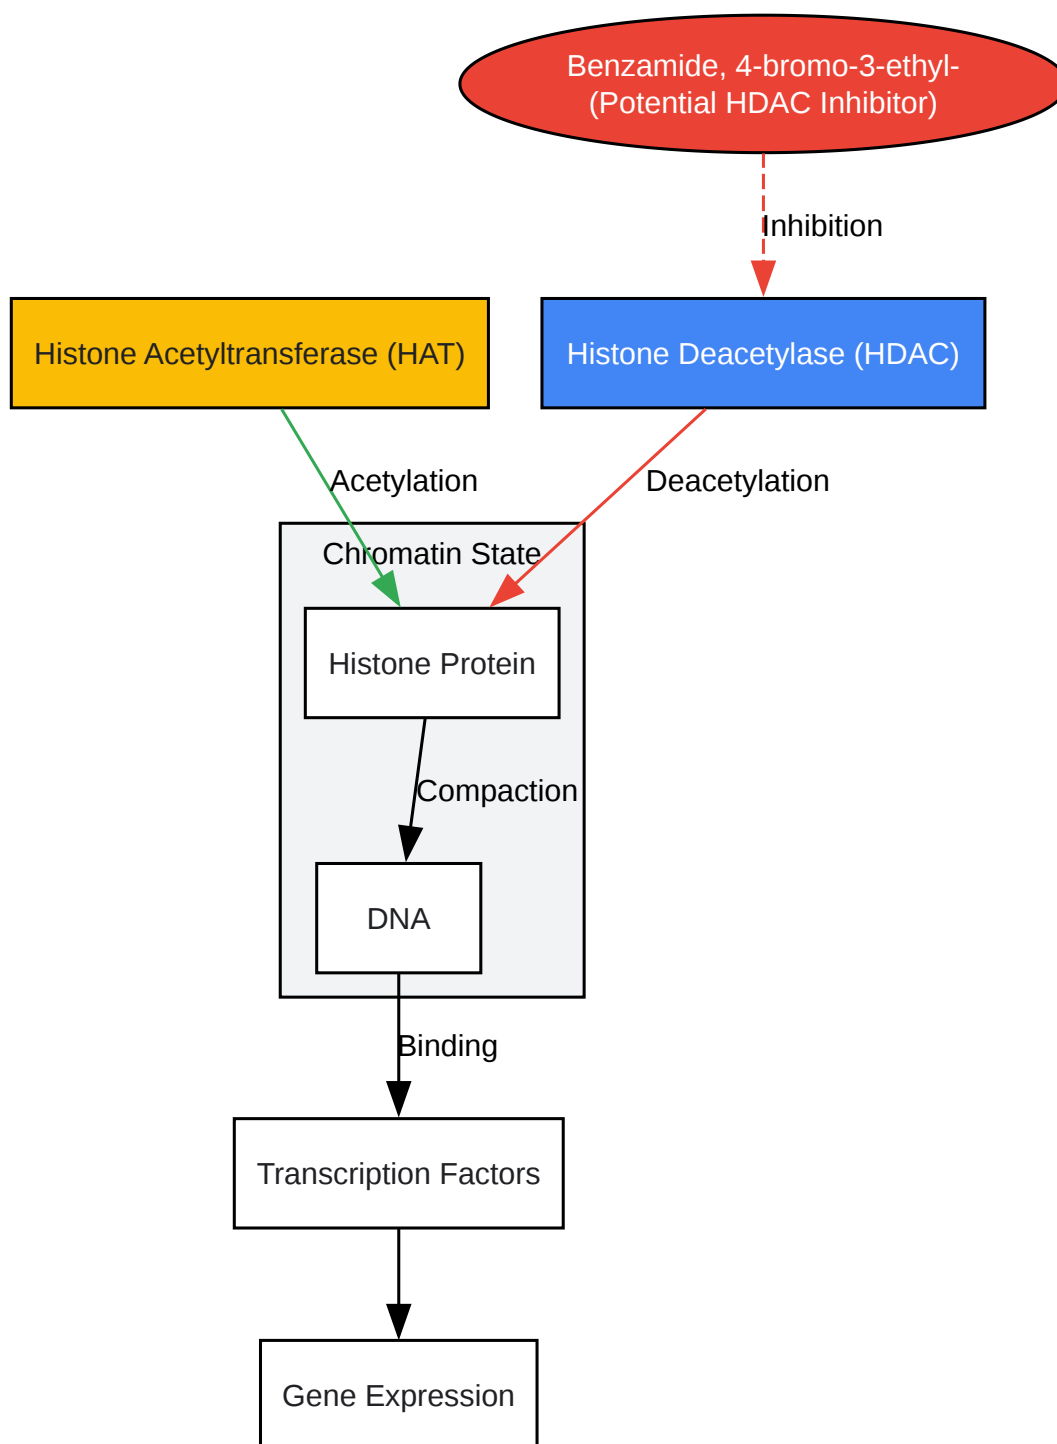 Benzamide, 4-bromo-3-ethyl-
(Potential HDAC Inhibitor)
Inhibition
Histone Acetyltransferase (HAT)
Histone Deacetylase (HDAC)
Acetylation
Deacetylation
Chromatin State
Histone Protein
Compaction
DNA
Binding
Transcription Factors
Gene Expression